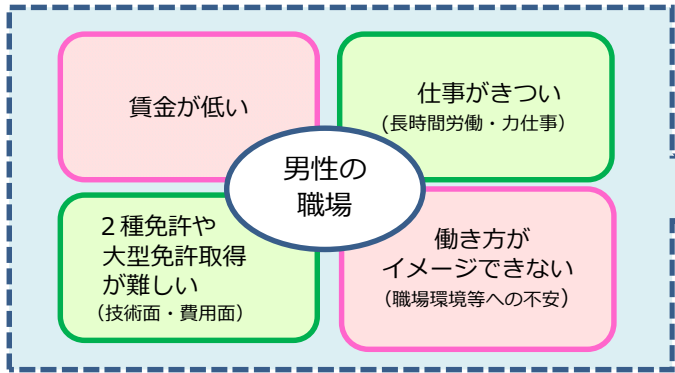 賃金が低い
仕事がきつい
(長時間労働・力仕事)
男性の
職場
２種免許や
大型免許取得
が難しい
(技術面・費用面)
働き方が
イメージできない
(職場環境等への不安)